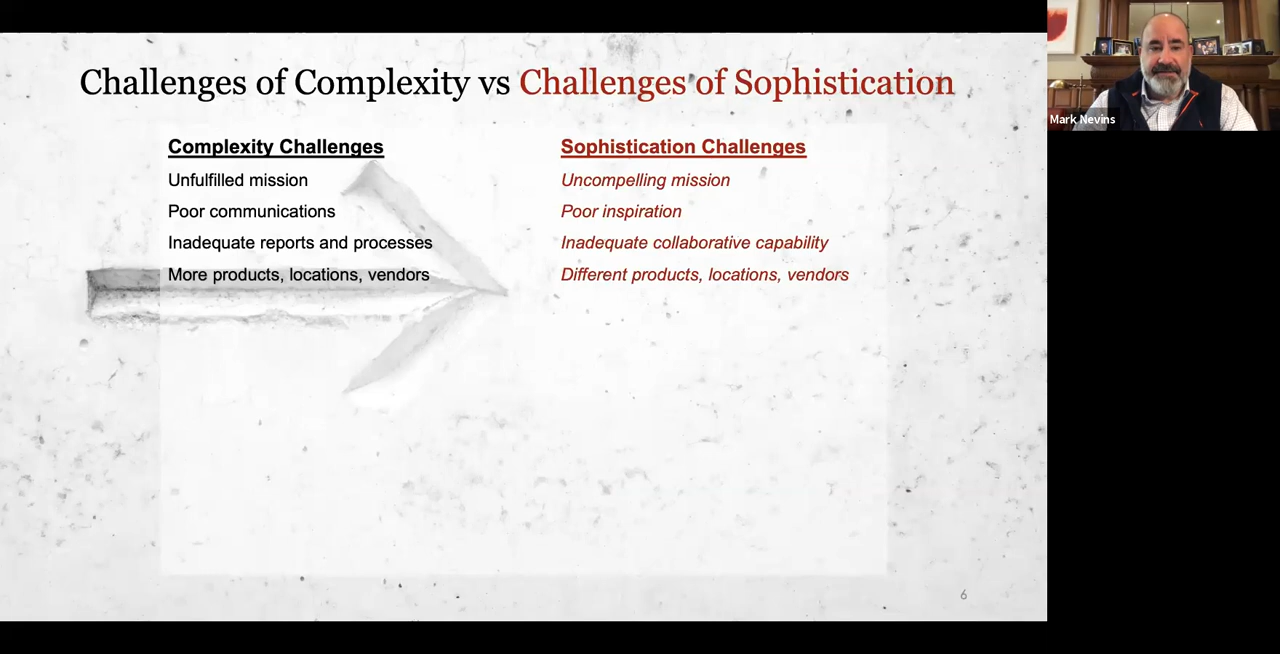 Challenges of Complexity vs Challenges of Sophistication
Complexity Challenges
Unfulfilled mission
Poor communications
Inadequate reports and processes
More products, locations, vendors
Sophistication Challenges
Uncompelling mission
Poor inspiration
Inadequate collaborative capability
Different products, locations, vendors
6
Mark Nevins